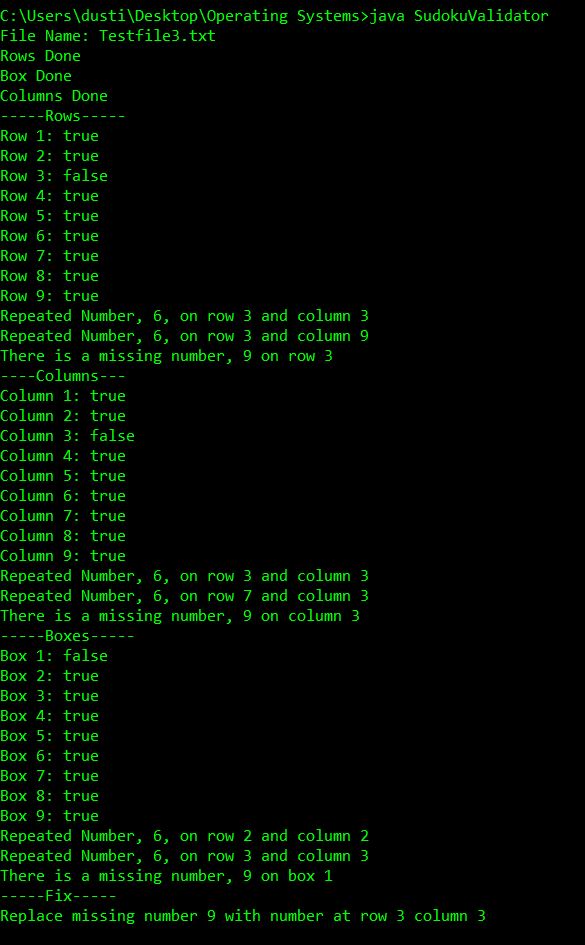 C:\Users\dusti\Desktop\Operating Systems>java SudokuValidator
File Name: Testfile3.txt
Rows Done
Box Done
Columns Done
-----Rows-----
Row 1: true
Row 2: true
Row 3: false
Row 4: true
Row 5: true
Row 6: true
Row 7: true
Row 8: true
Row 9: true
Repeated Number, 6, on row 3 and column 3
Repeated Number, 6, on row 3 and column 9
There is a missing number, 9 on row 3
----Columns---
Column 1: true
Column 2: true
Column 3: false
Column 4: true
Column 5: true
Column 6: true
Column 7: true
Column 8: true
Column 9: true
Repeated Number, 6, on row 3 and column 3
Repeated Number, 6, on row 7 and column 3
There is a missing number, 9 on column 3
-----Boxes-----
Box 1: false
Box 2: true
Box 3: true
Box 4: true
Box 5: true
Box 6: true
Box 7: true
Box 8: true
Box 9: true
Repeated Number, 6, on row 2 and column 2
Repeated Number, 6, on row 3 and column 3
There is a missing number, 9 on box 1
-----Fix-----
Replace missing number 9 with number at row 3 column 3